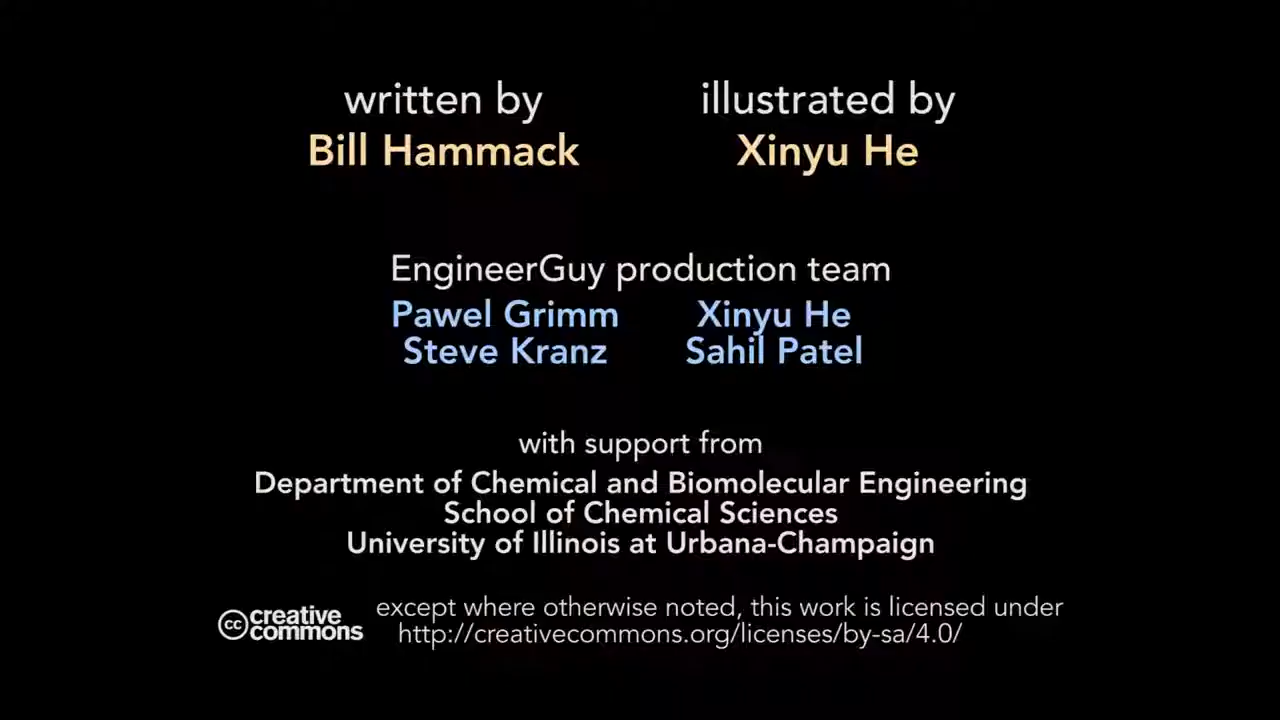 written by
Bill Hammack
illustrated by
Xinyu He
EngineerGuy production team
Pawel Grimm
Xinyu He
Steve Kranz
Sahil Patel
with support from
Department of Chemical and Biomolecular Engineering
School of Chemical Sciences
University of Illinois at Urbana-Champaign
cc creative commons
except where otherwise noted, this work is licensed under
http://creativecommons.org/licenses/by-sa/4.0/